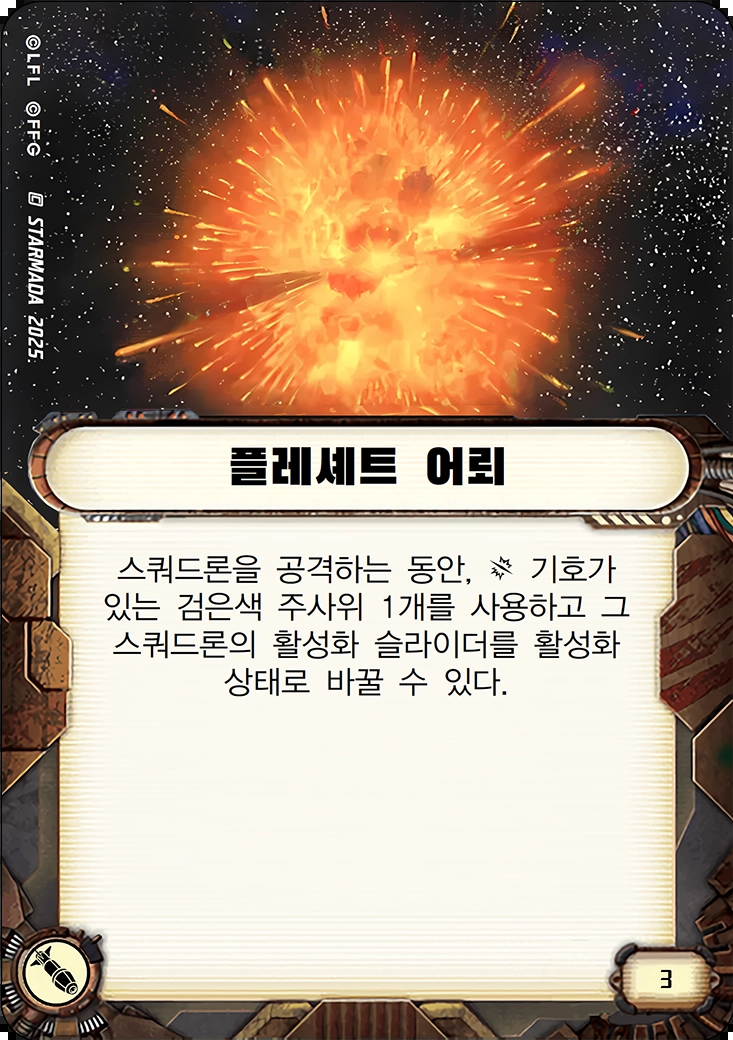 ©LFL ©FFG © STARMADA 2025.
플레셰트 어뢰
스쿼드론을 공격하는 동안, 기호가
있는 검은색 주사위 1개를 사용하고 그
스쿼드론의 활성화 슬라이더를 활성화
상태로 바꿀 수 있다.
3